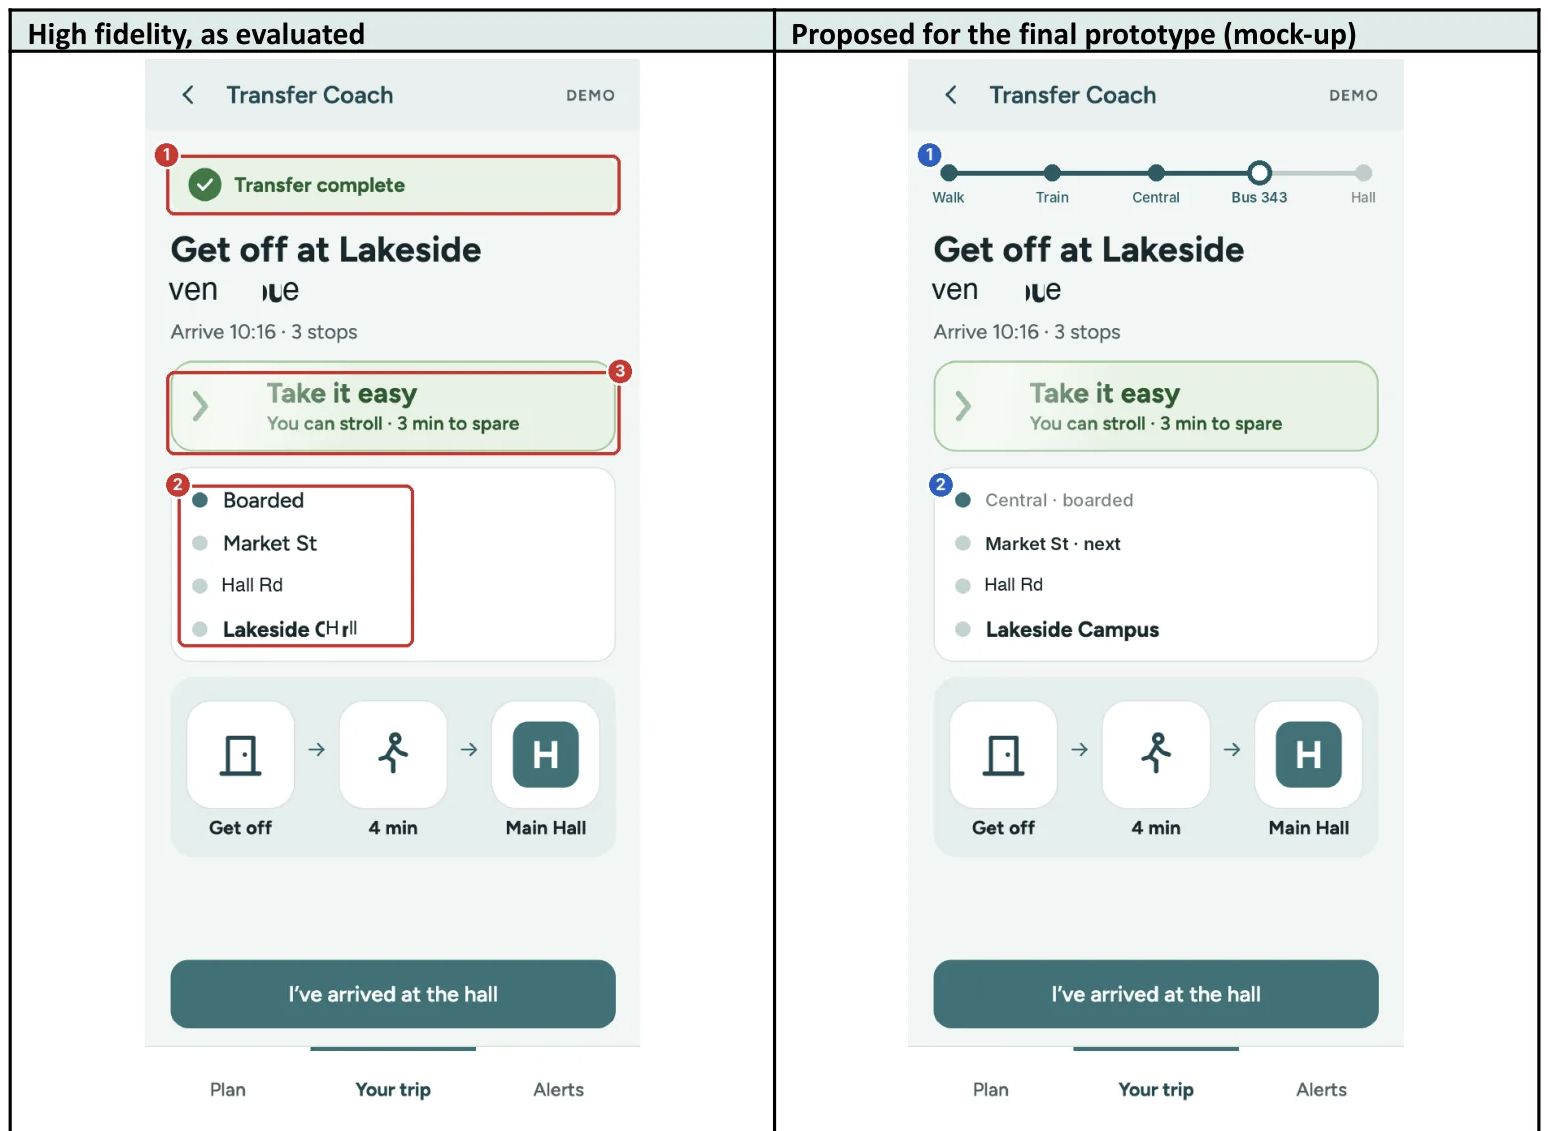 High fidelity, as evaluated
Transfer Coach
DEMO
1
Transfer complete
Get off at Lakeside
ven ue
Arrive 10:16 · 3 stops
3
Take it easy
You can stroll · 3 min to spare
2
Boarded
Market St
Hall Rd
Lakeside
Get off
4 min
H
Main Hall
I've arrived at the hall
Plan
Your trip
Alerts
Proposed for the final prototype (mock-up)
Transfer Coach
DEMO
1
Walk
Train
Central
Bus 343
Hall
Get off at Lakeside
ven ue
Arrive 10:16 · 3 stops
Take it easy
You can stroll · 3 min to spare
2
Central · boarded
Market St · next
Hall Rd
Lakeside Campus
Get off
4 min
H
Main Hall
I've arrived at the hall
Plan
Your trip
Alerts